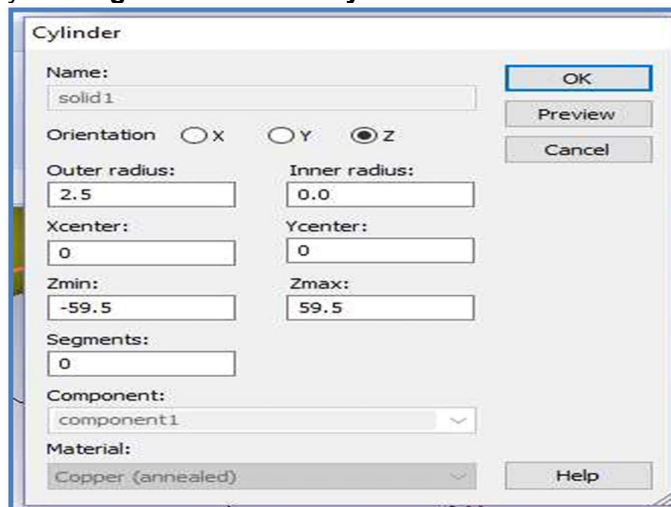 Cylinder
Name:
OK
solid1
Preview
Orientation X Y Z
Cancel
Outer radius: Inner radius:
2.5 0.0
Xcenter: Ycenter:
0 0
Zmin: Zmax:
-59.5 59.5
Segments:
0
Component:
component1
Material:
Copper (annealed) Help